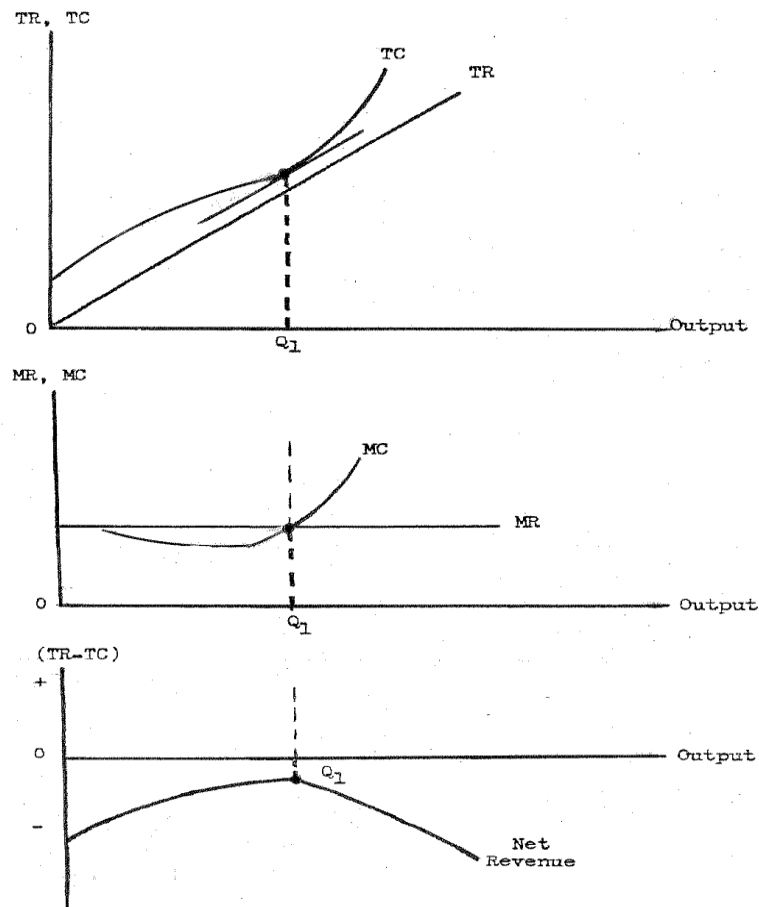 TR, TC
TC
TR
0
Output
Q1
MR, MC
MC
MR
0
Output
Q1
(TR-TC)
+
0
Output
Q1
-
Net
Revenue